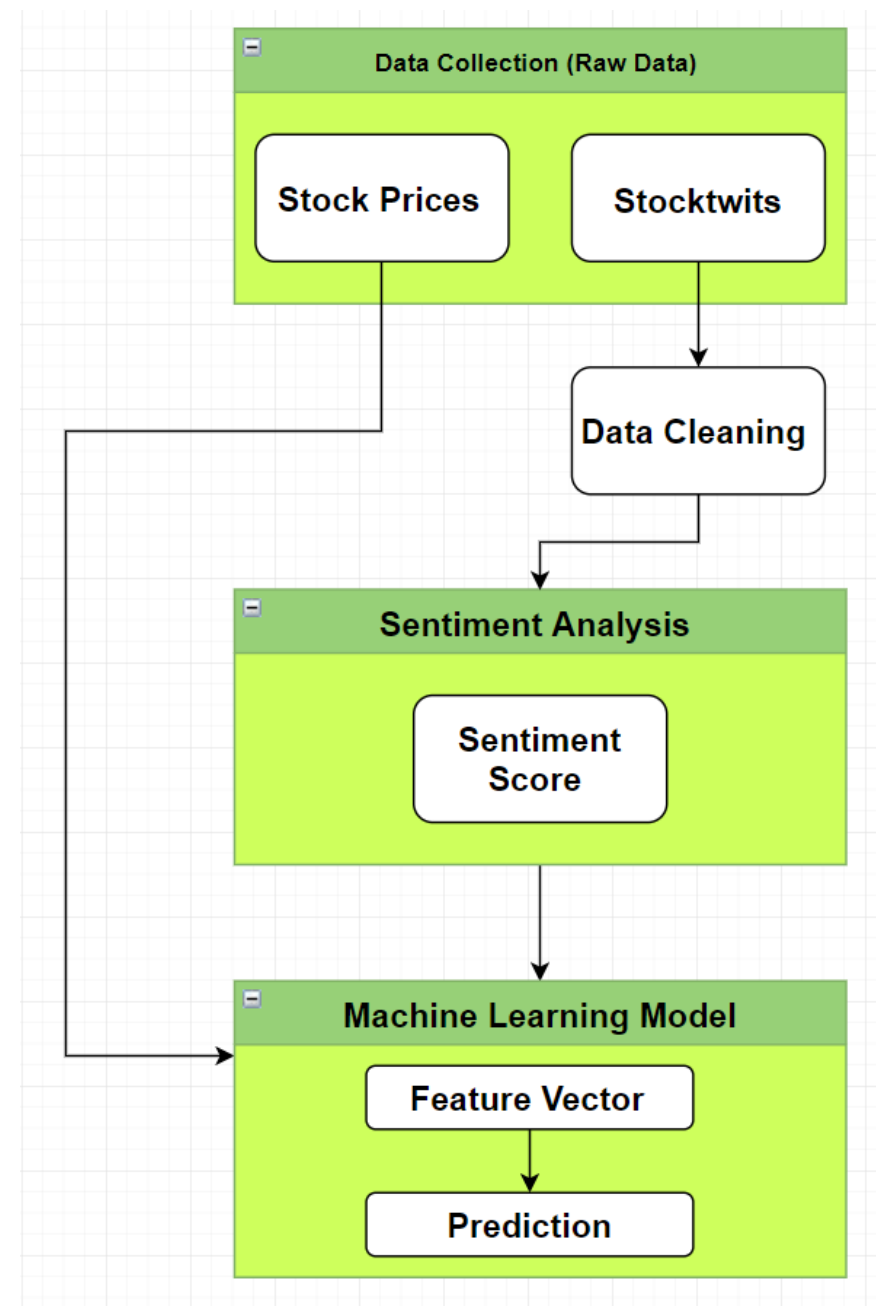 Data Collection (Raw Data)
Stock Prices
Stocktwits
Data Cleaning
Sentiment Analysis
Sentiment
Score
Machine Learning Model
Feature Vector
Prediction